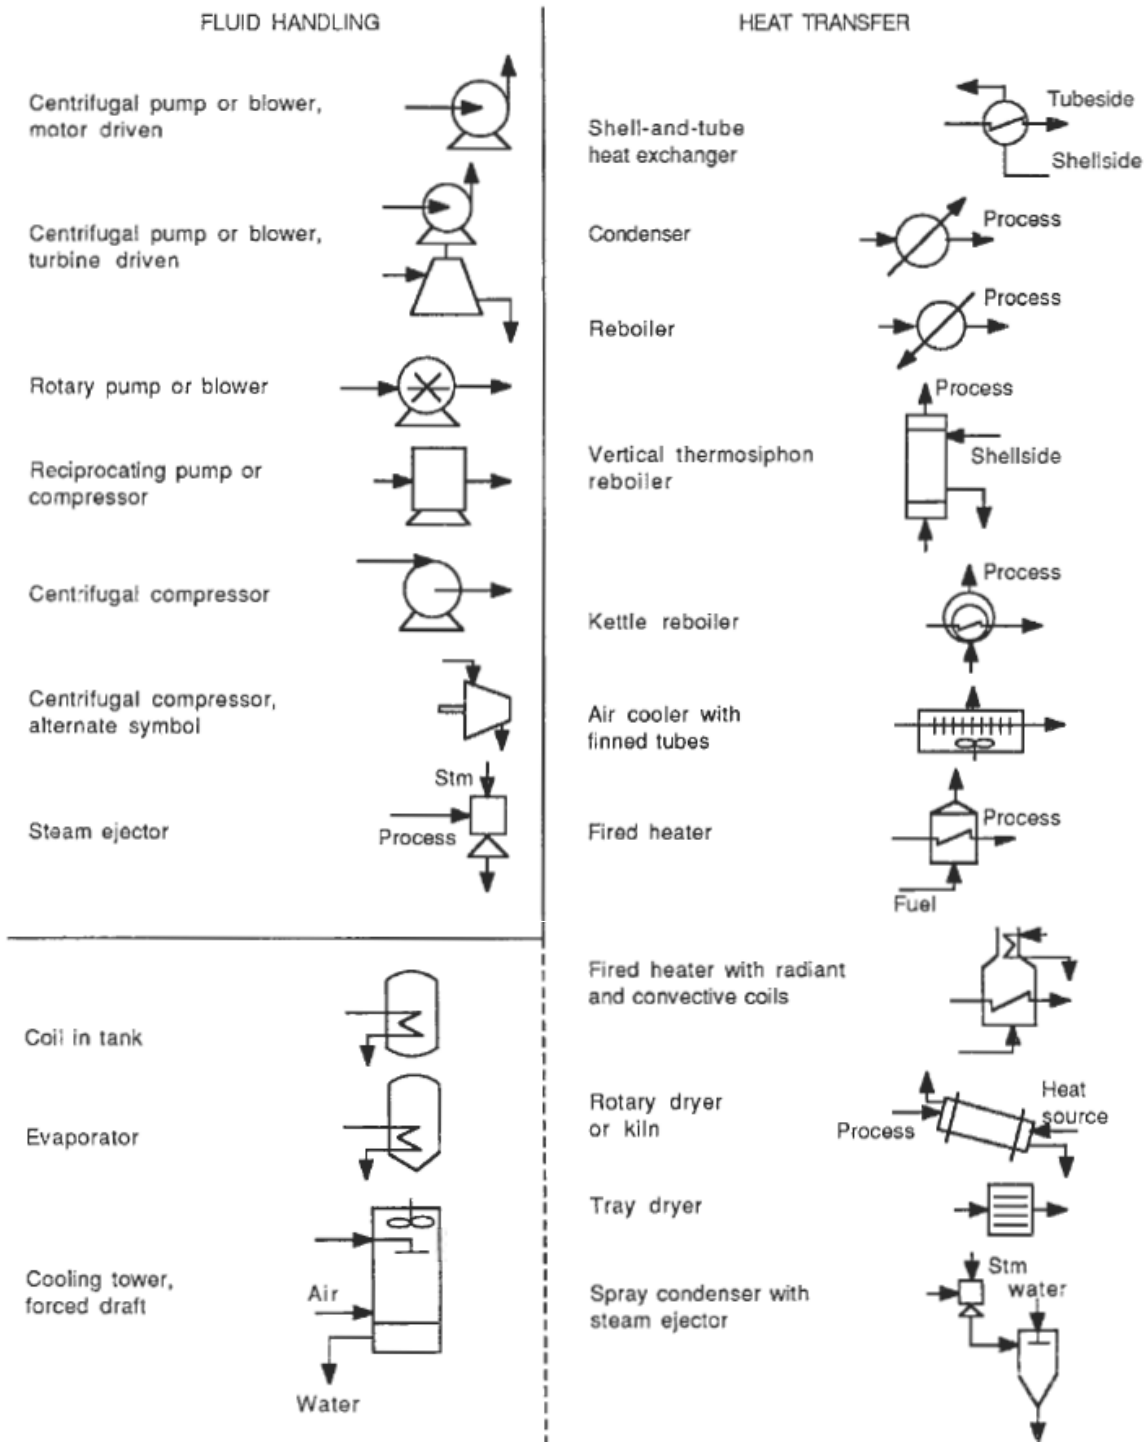 FLUID HANDLING
Centrifugal pump or blower,
motor driven
Centrifugal pump or blower,
turbine driven
Rotary pump or blower
Reciprocating pump or
compressor
Centrifugal compressor
Centrifugal compressor,
alternate symbol
Stm
Steam ejector
Process
Coil in tank
Evaporator
Cooling tower,
forced draft
Air
Water
HEAT TRANSFER
Tubeside
Shell-and-tube
heat exchanger
Shellside
Process
Condenser
Process
Reboiler
Process
Vertical thermosiphon
reboiler
Shellside
Process
Kettle reboiler
Air cooler with
finned tubes
Process
Fired heater
Fuel
Fired heater with radiant
and convective coils
Heat
source
Rotary dryer
or kiln
Process
Tray dryer
Stm
water
Spray condenser with
steam ejector